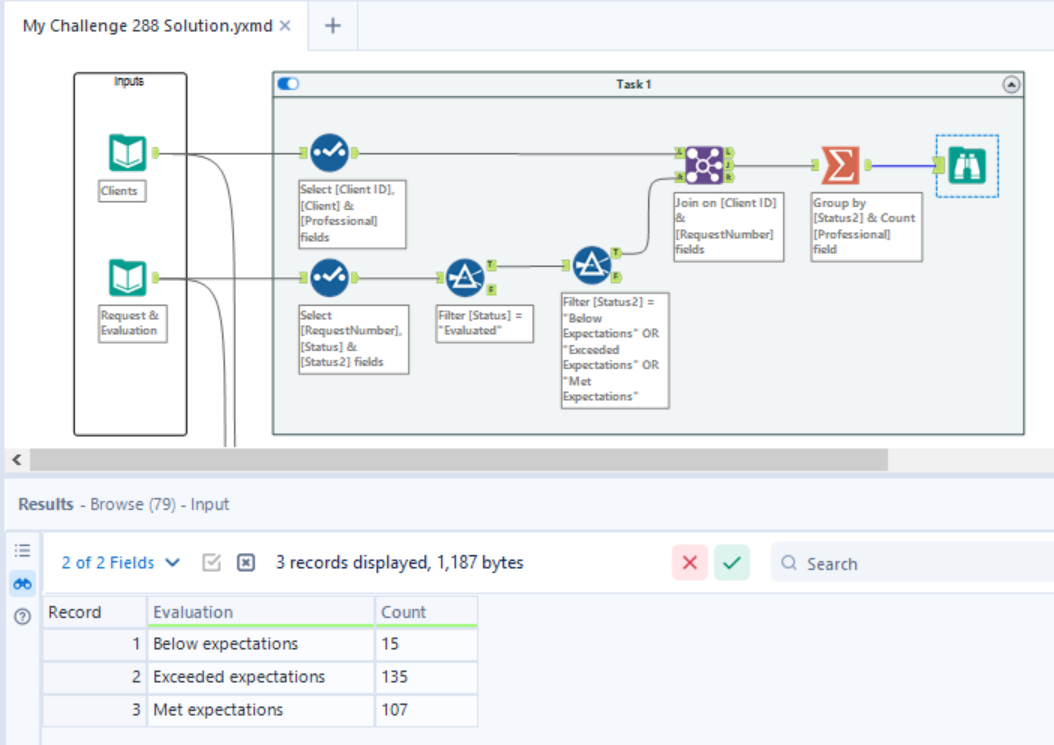 My Challenge 288 Solution.yxmd
Inputs
Task 1
Clients
Select [Client ID],
[Client] &
[Professional]
fields
Join on [Client ID]
&
[RequestNumber]
fields
Group by
[Status2] & Count
[Professional]
field
Request &
Evaluation
Select
[RequestNumber],
[Status] &
[Status2] fields
Filter [Status] =
"Evaluated"
Filter [Status2] =
"Below
Expectations" OR
"Exceeded
Expectations" OR
"Met
Expectations"
Results - Browse (79) - Input
2 of 2 Fields 3 records displayed, 1,187 bytes Search
Record Evaluation Count
1 Below expectations 15
2 Exceeded expectations 135
3 Met expectations 107